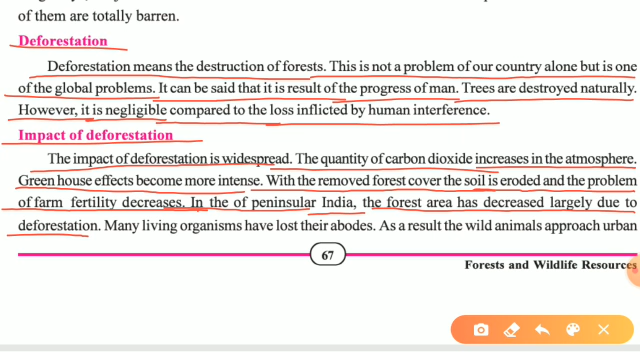 of them are totally barren.
Deforestation
Deforestation means the destruction of forests. This is not a problem of our country alone but is one
of the global problems. It can be said that it is result of the progress of man. Trees are destroyed naturally.
However, it is negligible compared to the loss inflicted by human interference.
Impact of deforestation
The impact of deforestation is widespread. The quantity of carbon dioxide increases in the atmosphere.
Green house effects become more intense. With the removed forest cover the soil is eroded and the problem
of farm fertility decreases. In the of peninsular India, the forest area has decreased largely due to
deforestation. Many living organisms have lost their abodes. As a result the wild animals approach urban
67
Forests and Wildlife Resources